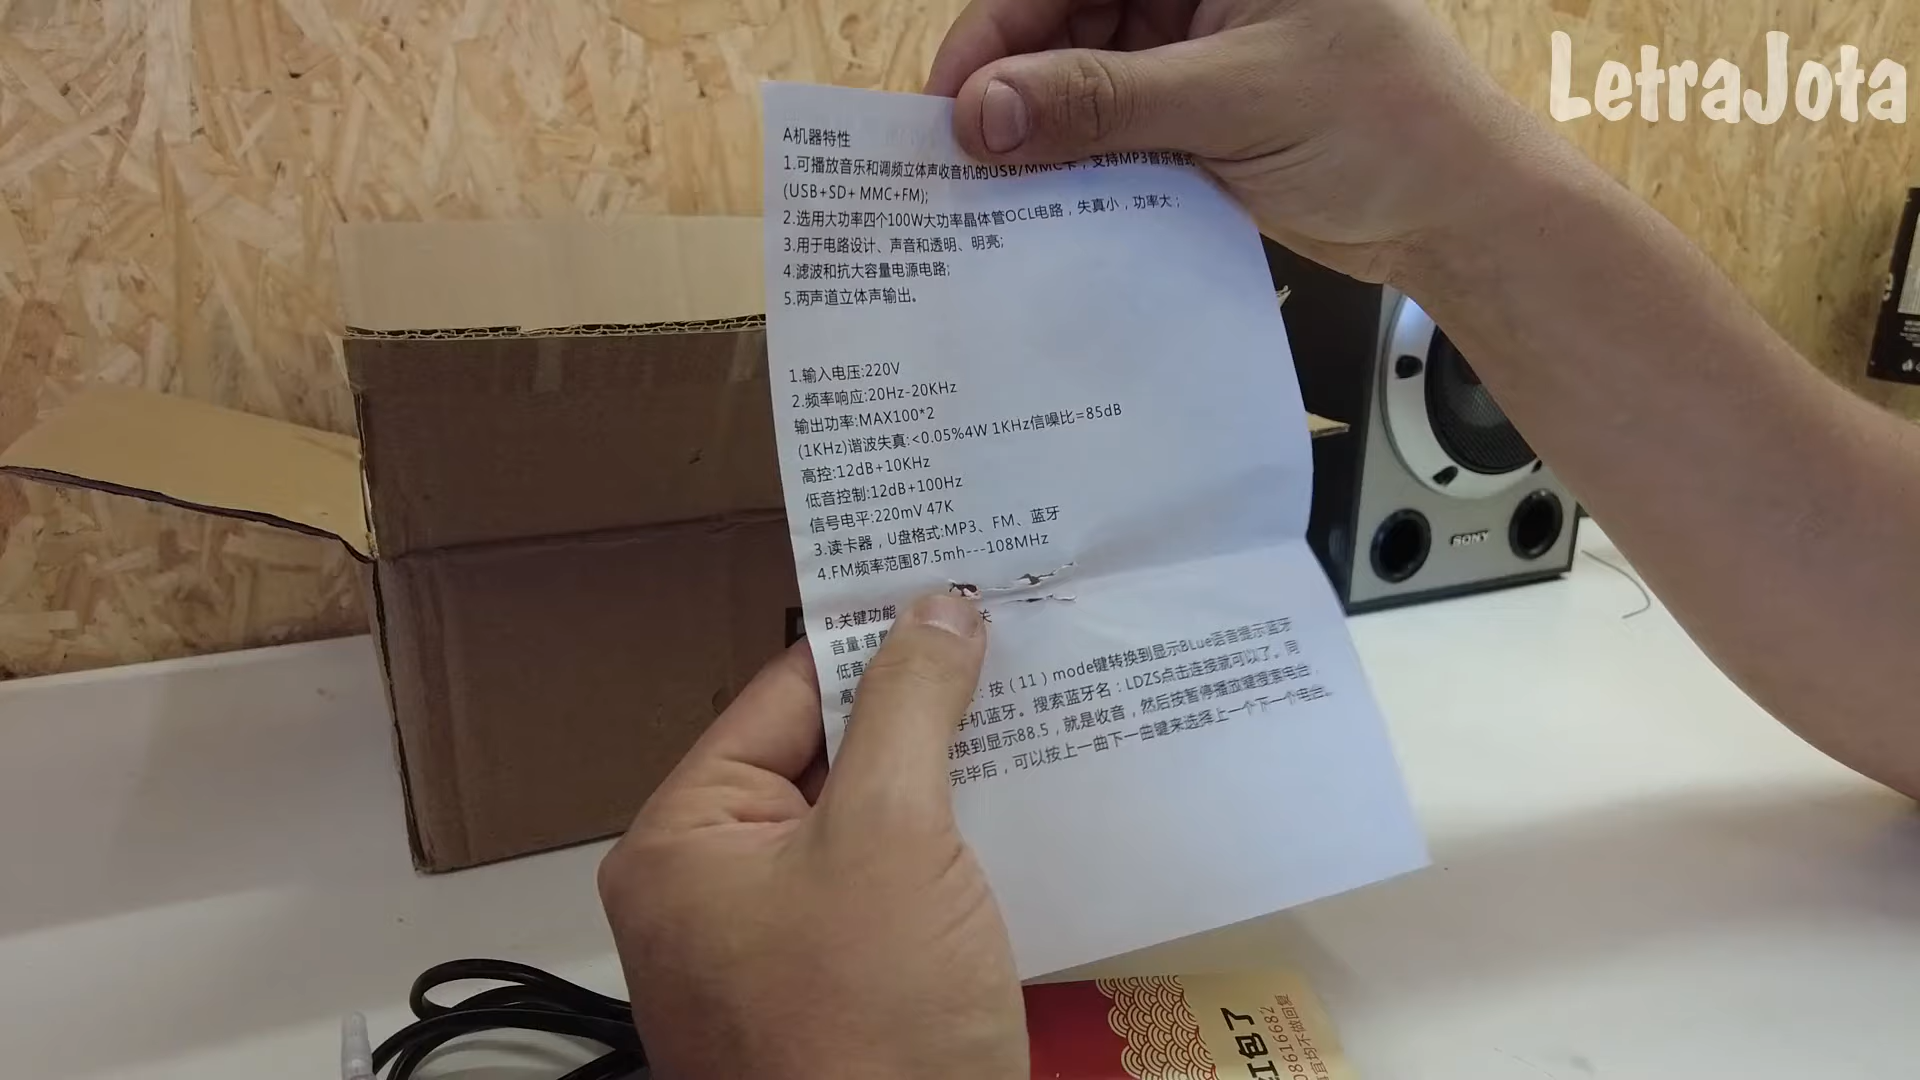 LetraJota
A机器特性
1.可播放音乐和调频立体声收音机的USB/MMC卡，支持MP3音乐格式
(USB+SD+ MMC+FM);
2.选用大功率四个100W大功率晶体管OCL电路，失真小，功率大；
3.用于电路设计、声音和透明、明亮;
4.滤波和抗大容量电源电路;
5.两声道立体声输出。
1.输入电压:220V
2.频率响应:20Hz-20KHz
输出功率:MAX100*2
(1KHz)谐波失真:<0.05%4W 1KHz信噪比=85dB
高控:12dB+10KHz
低音控制:12dB+100Hz
信号电平:220mV 47K
3.读卡器，U盘格式:MP3、FM、蓝牙
4.FM频率范围87.5mh---108MHz
B.关键功能 关
音量:音量
低音:
高 ：按（11）mode键转换到显示BLue语音提示蓝牙
手机蓝牙。搜索蓝牙名：LDZS点击连接就可以了。同
转换到显示88.5，就是收音，然后按暂停播放键搜索电台，
完毕后，可以按上一曲下一曲键来选择上一个下一个电台。
SONY
红包了
08616682
宜均不做回复